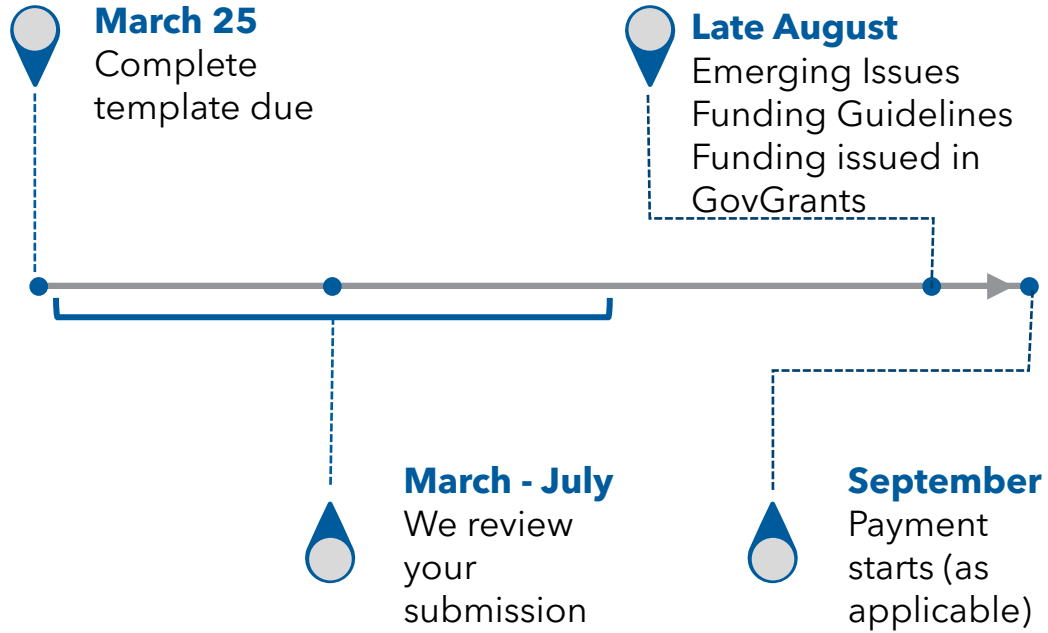 March 25
Complete
template due
Late August
Emerging Issues
Funding Guidelines
Funding issued in
GovGrants
March - July
We review
your
submission
September
Payment
starts (as
applicable)